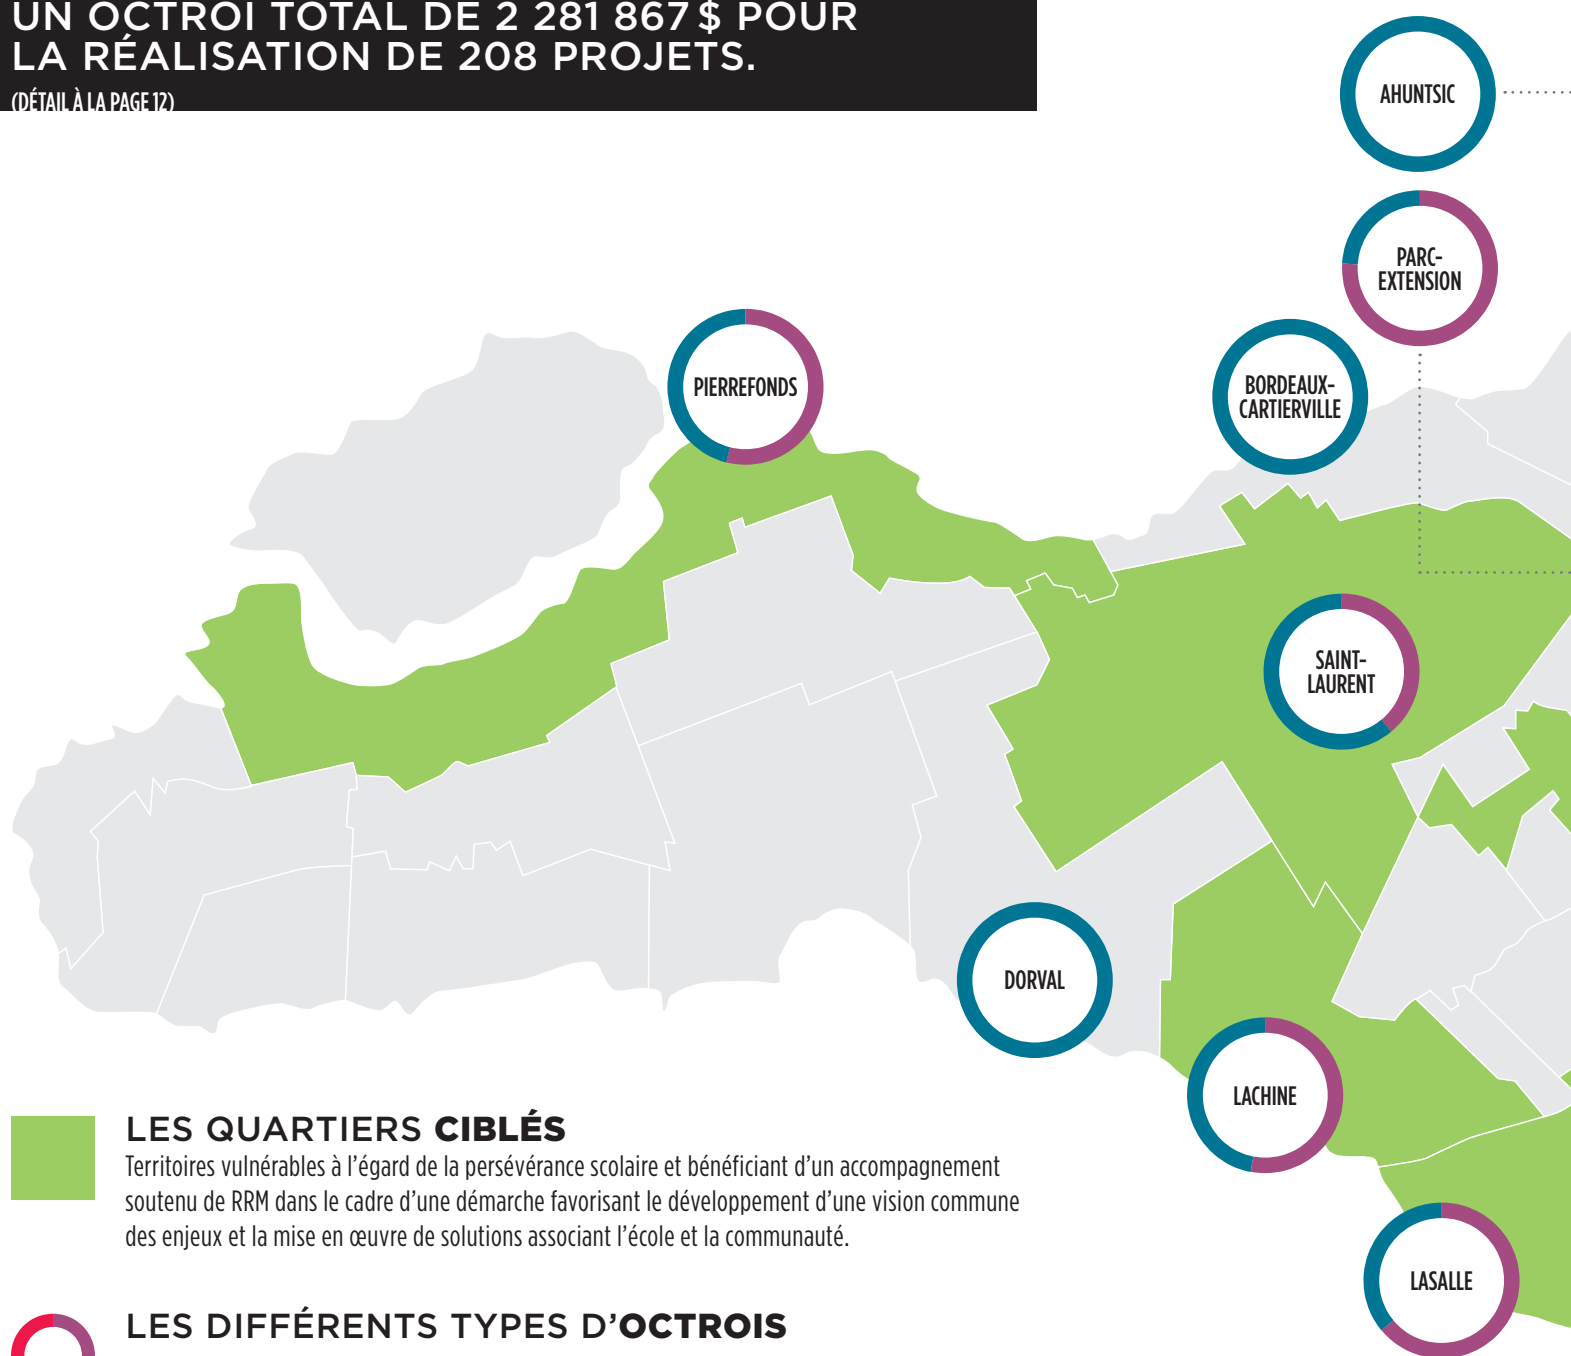 UN OCTROI TOTAL DE 2 281 867 $ POUR
LA RÉALISATION DE 208 PROJETS.
(DÉTAIL À LA PAGE 12)
AHUNTSIC
PARC-
EXTENSION
PIERREFONDS
BORDEAUX-
CARTIERVILLE
SAINT-
LAURENT
DORVAL
LACHINE
LASALLE
LES QUARTIERS CIBLÉS
Territoires vulnérables à l’égard de la persévérance scolaire et bénéficiant d’un accompagnement
soutenu de RRM dans le cadre d’une démarche favorisant le développement d’une vision commune
des enjeux et la mise en œuvre de solutions associant l’école et la communauté.
LES DIFFÉRENTS TYPES D’OCTROIS